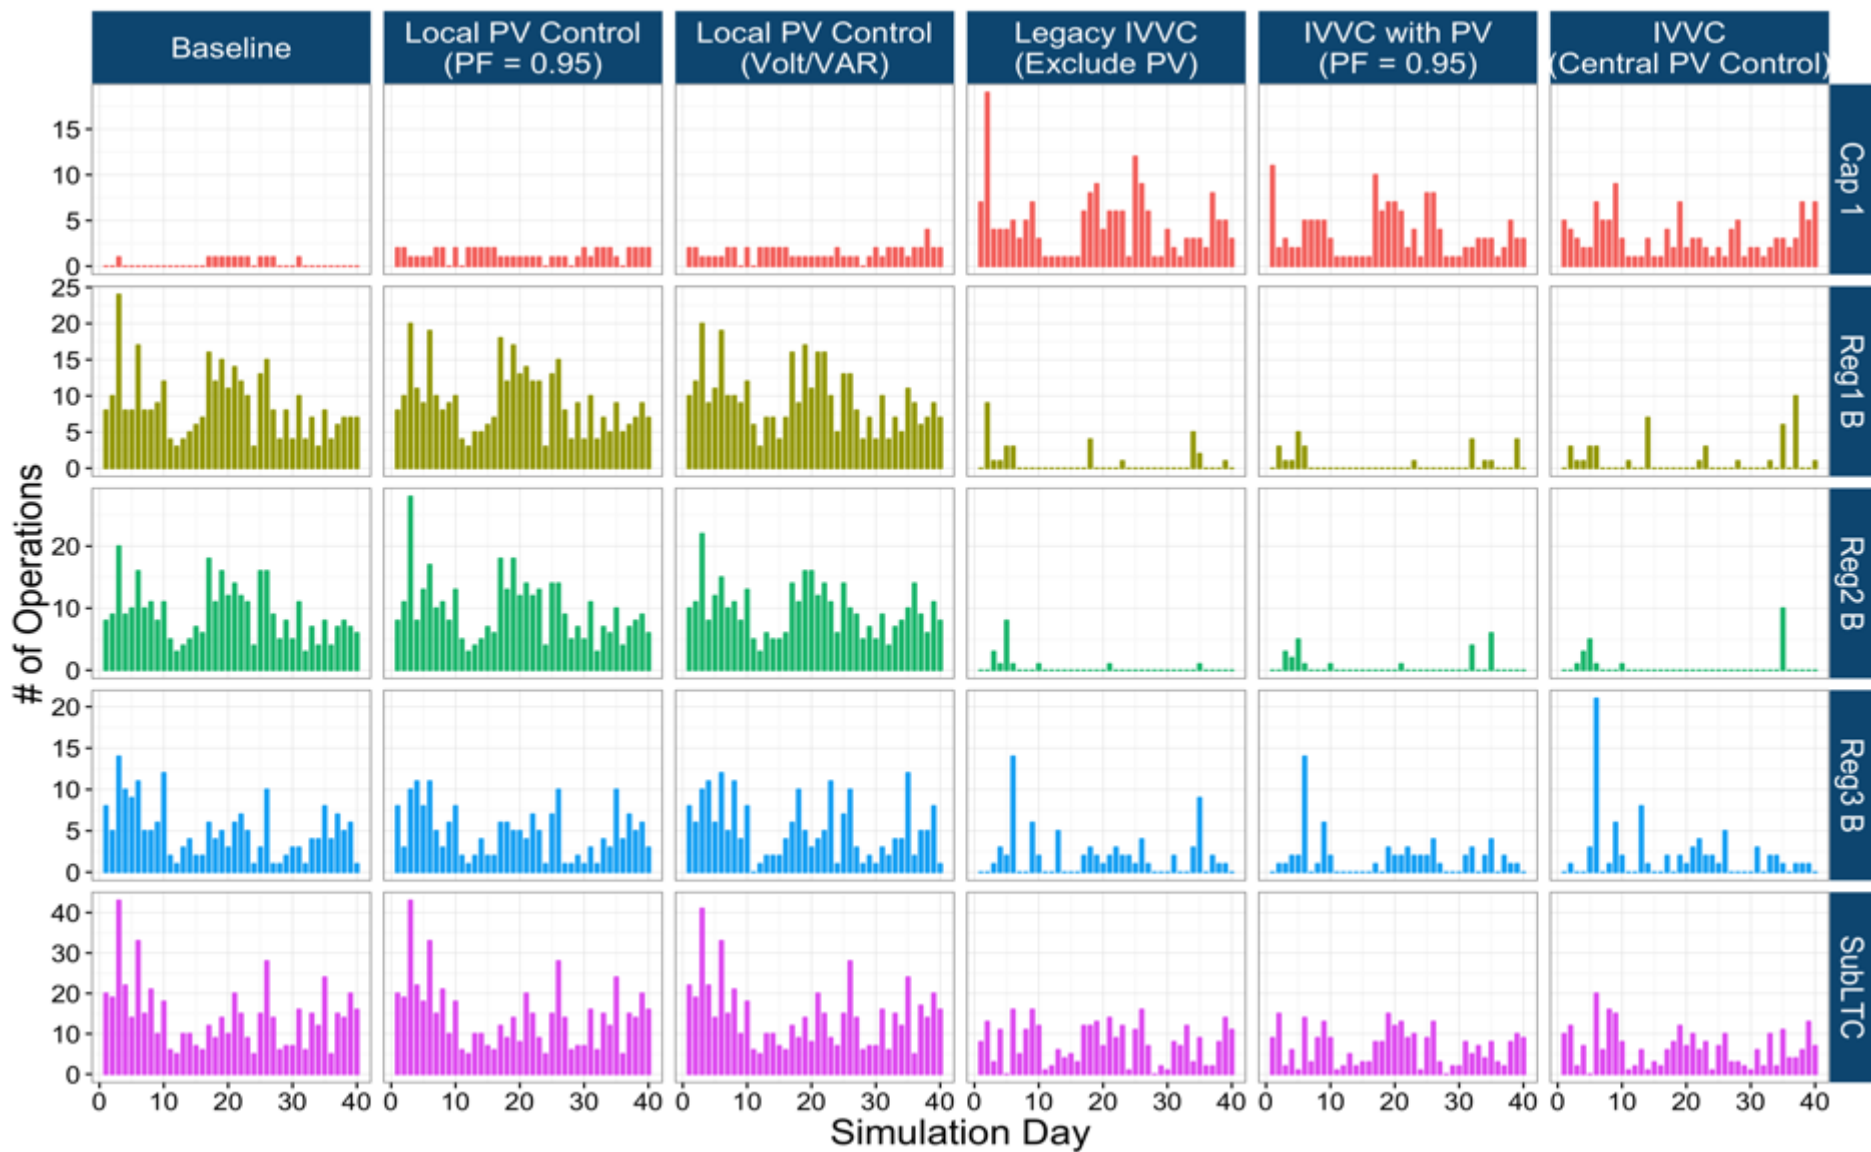 Baseline
Local PV Control
(PF = 0.95)
Local PV Control
(Volt/VAR)
Legacy IVVC
(Exclude PV)
IVVC with PV
(PF = 0.95)
IVVC
(Central PV Control)
# of Operations
15
10
5
0
Cap 1
25
20
15
10
5
0
Reg1 B
20
10
0
Reg2 B
20
15
10
5
0
Reg3 B
40
30
20
10
0
SubLTC
0 10 20 30 40 0 10 20 30 40 0 10 20 30 40 0 10 20 30 40 0 10 20 30 40 0 10 20 30 40
Simulation Day